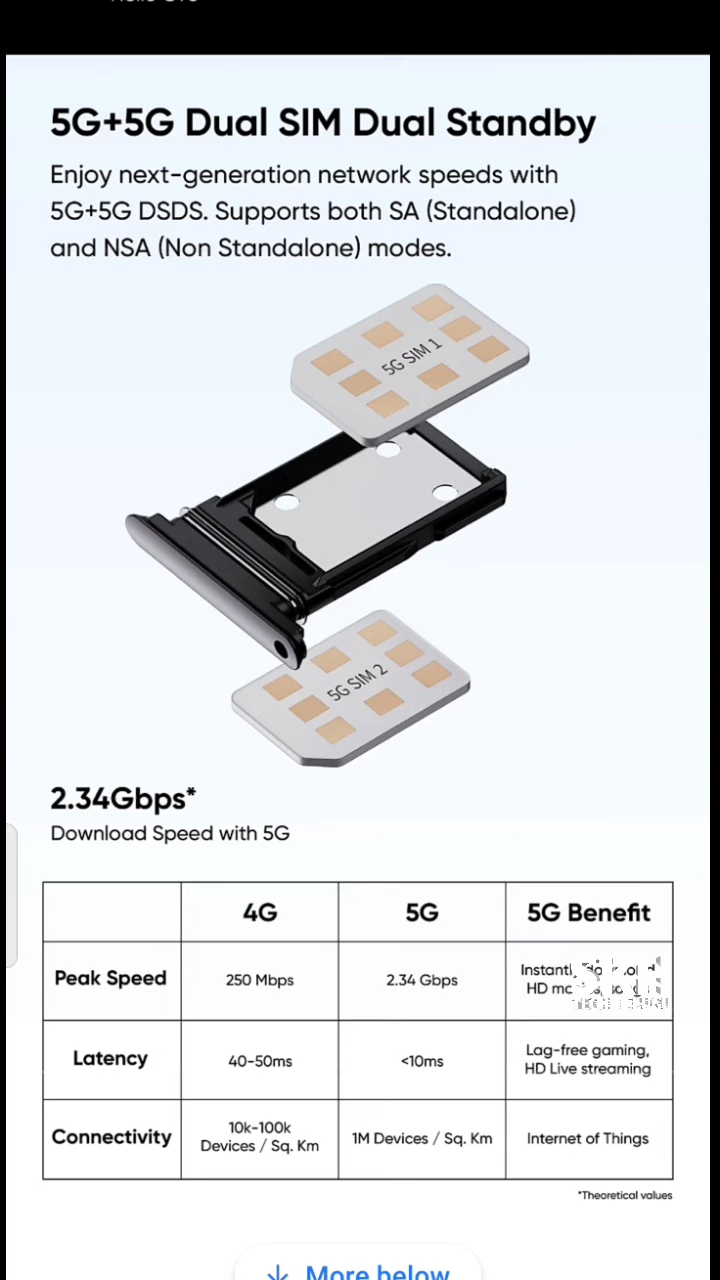 5G+5G Dual SIM Dual Standby
Enjoy next-generation network speeds with
5G+5G DSDS. Supports both SA (Standalone)
and NSA (Non Standalone) modes.
5G SIM 1
5G SIM 2
2.34Gbps*
Download Speed with 5G
4G
5G
5G Benefit
Peak Speed
250 Mbps
2.34 Gbps
HD
Latency
40-50ms
<10ms
Lag-free gaming,
HD Live streaming
Connectivity
10k-100k
Devices / Sq. Km
1M Devices / Sq. Km
Internet of Things
*Theoretical values
More below